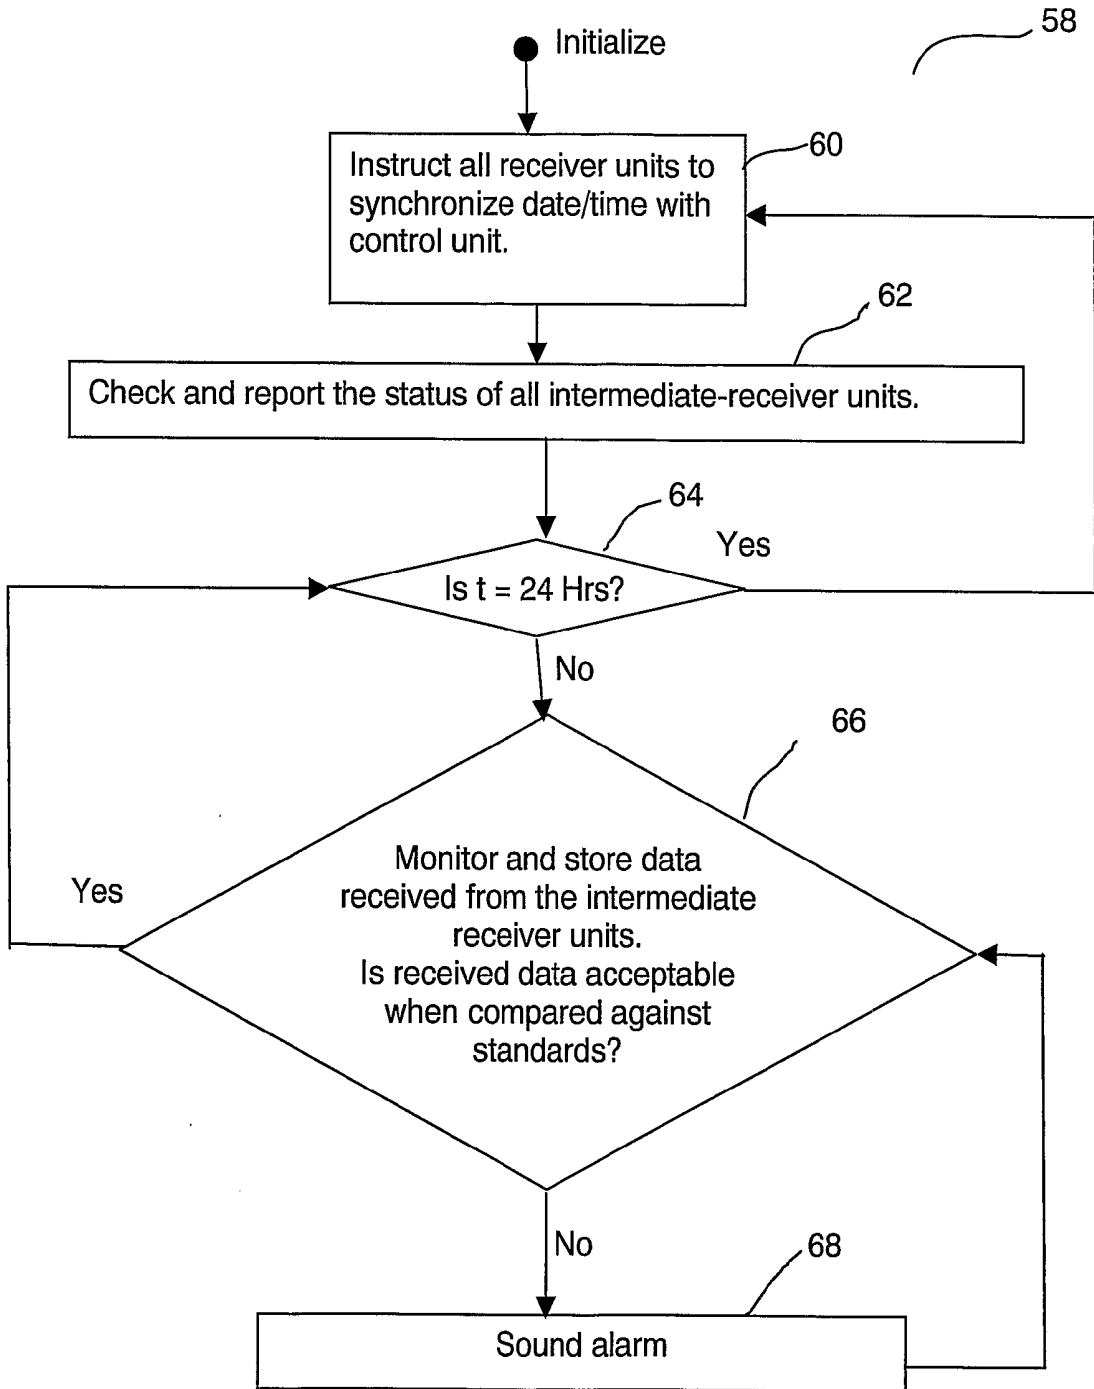 58
Initialize
60
Instruct all receiver units to
synchronize date/time with
control unit.
62
Check and report the status of all intermediate-receiver units.
64
Yes
Is t = 24 Hrs?
No
66
Monitor and store data
received from the intermediate
receiver units.
Is received data acceptable
when compared against
standards?
Yes
No
68
Sound alarm